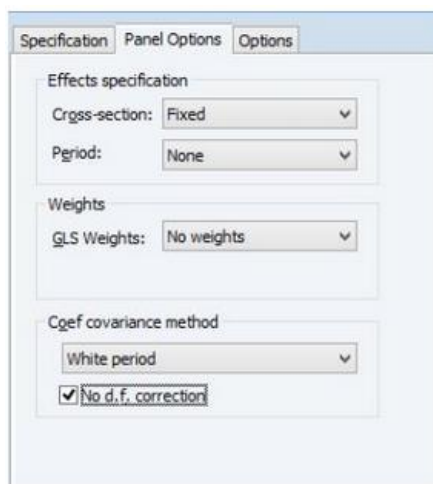 Specification Panel Options Options
Effects specification
Cross-section: Fixed
Period: None
Weights
GLS Weights: No weights
Coef covariance method
White period
No d.f. correction